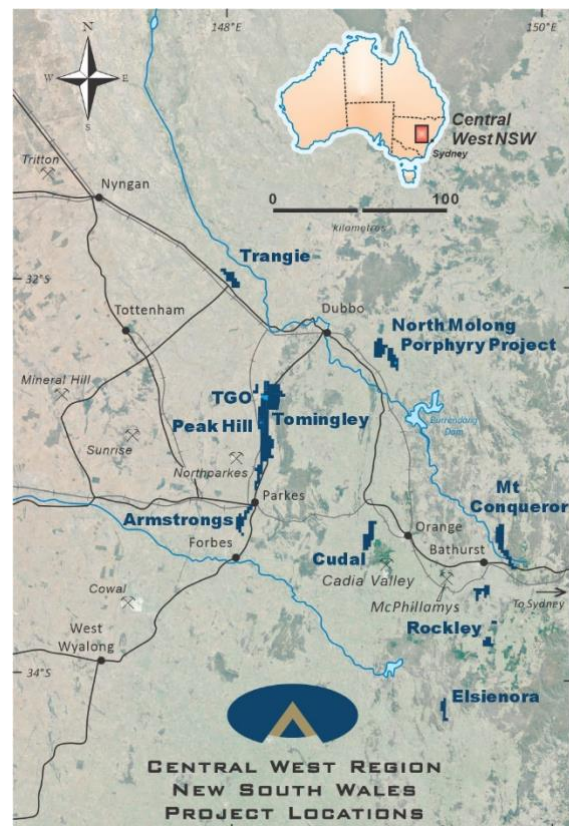 148°E
150°E
N
W
E
S
Central
West NSW
Sydney
Tritton
Nyngan
0
100
Kilometres
Trangie
32°S
Tottenham
Dubbo
North Molong
Porphyry Project
Mineral Hill
TGO
Tomingley
Peak Hill
Burrendong
Dam
Sunrise
Northparkes
Parkes
Mt
Conqueror
Armstrongs
Orange
Forbes
Cudal
Bathurst
Cadia Valley
Cowal
McPhillamys
To Sydney
West
Wyalong
Rockley
34°S
Elsienora
Central West Region
New South Wales
Project Locations